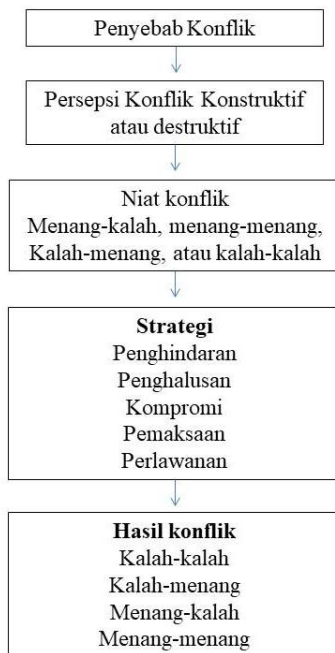 Penyebab Konflik
Persepsi Konflik Konstruktif
atau destruktif
Niat konflik
Menang-kalah, menang-menang,
Kalah-menang, atau kalah-kalah
Strategi
Penghindaran
Penghalusan
Kompromi
Pemaksaan
Perlawanan
Hasil konflik
Kalah-kalah
Kalah-menang
Menang-kalah
Menang-menang